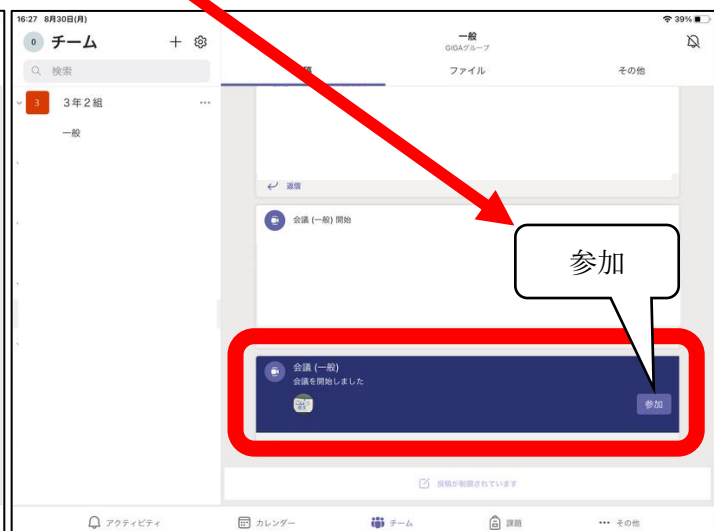 16:27 8月30日(月)
39%
0 チーム
検索
3 3年2組 •••
一般
一般
GIGAグループ
ファイル
その他
返信
会議 (一般) 開始
参加
会議 (一般)
会議を開始しました
参加
投稿が制限されています
アクティビティ
カレンダー
チーム
課題
••• その他